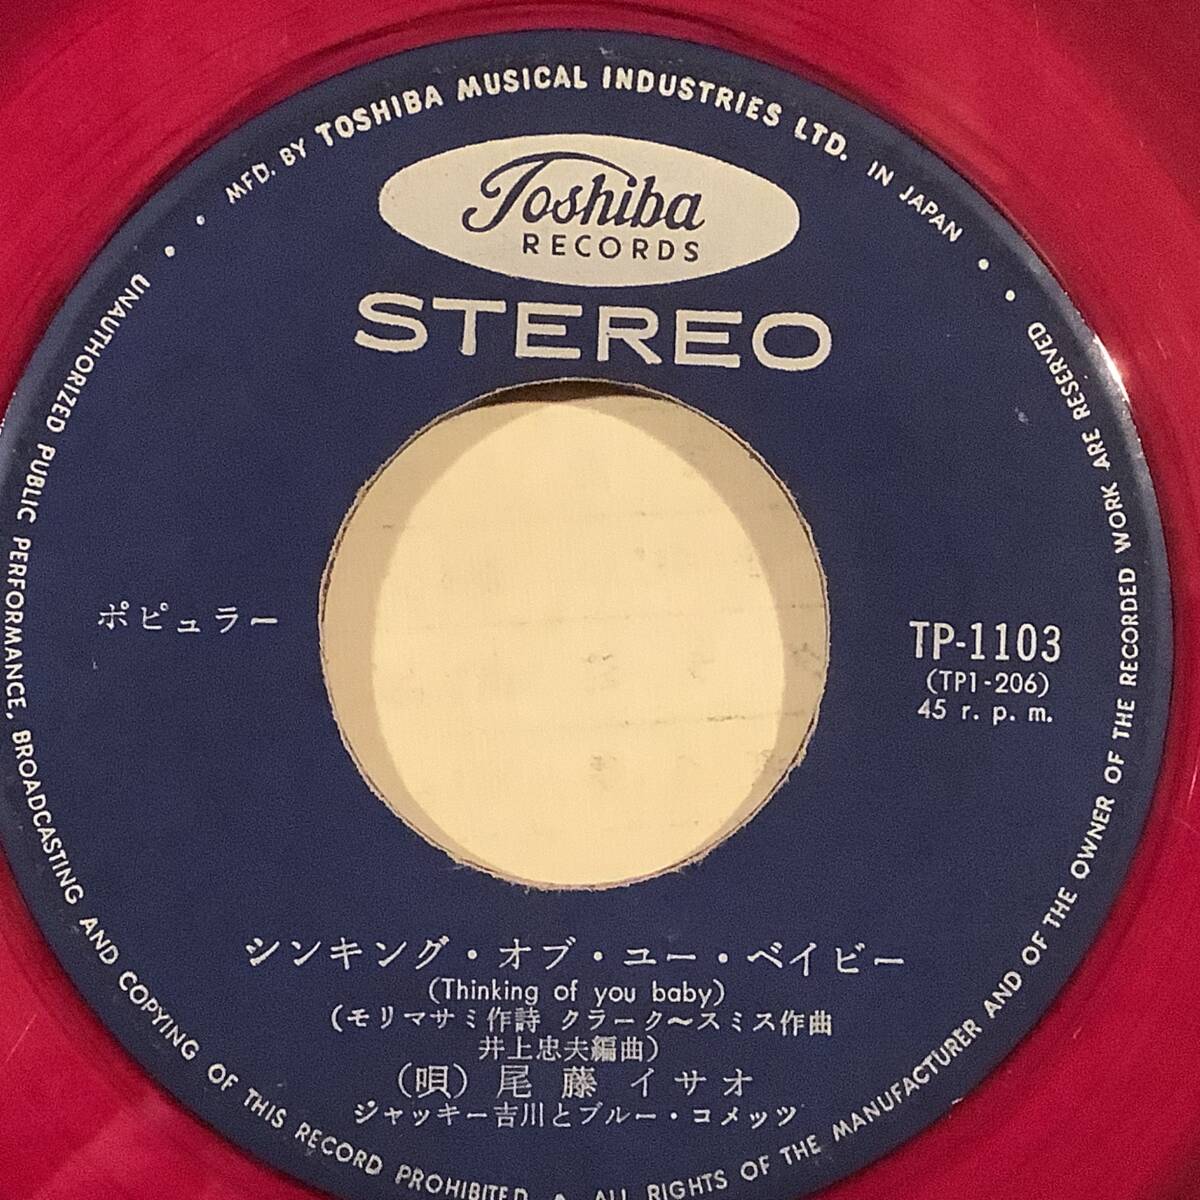 MFD. BY TOSHIBA MUSICAL INDUSTRIES LTD. IN JAPAN
Toshiba
RECORDS
STEREO
ポピュラー
TP-1103
(TP1-206)
45 r. p. m.
シンキング・オブ・ユー・ベイビー
(Thinking of you baby)
(モリマサミ作詩 クラーク〜スミス作曲
井上忠夫編曲)
(唄) 尾藤イサオ
ジャッキー吉川とブルー・コメッツ
UNAUTHORIZED PUBLIC PERFORMANCE, BROADCASTING AND COPYING OF THIS RECORD PROHIBITED ▲ ALL RIGHTS OF THE MANUFACTURER AND OF THE OWNER OF THE RECORDED WORK ARE RESERVED